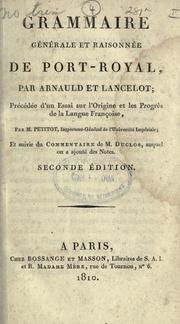 GRAMMAIRE
GÉNÉRALE ET RAISONNÉE
DE PORT-ROYAL,
PAR ARNAULD ET LANCELOT;
Précédée d'un Essai sur l'Origine et les Progrès
de la Langue Françoise,
PAR M. PETITOT, Inspecteur-Général de l'Université Impériale;
Et suivie du COMMENTAIRE de M. DUCLOS, auquel
on a ajouté des Notes.
SECONDE ÉDITION.
A PARIS,
CHEZ BOSSANGE ET MASSON, Libraires de S. A. I.
et R. MADAME MÈRE, rue de Tournon, nº 6.
1810.